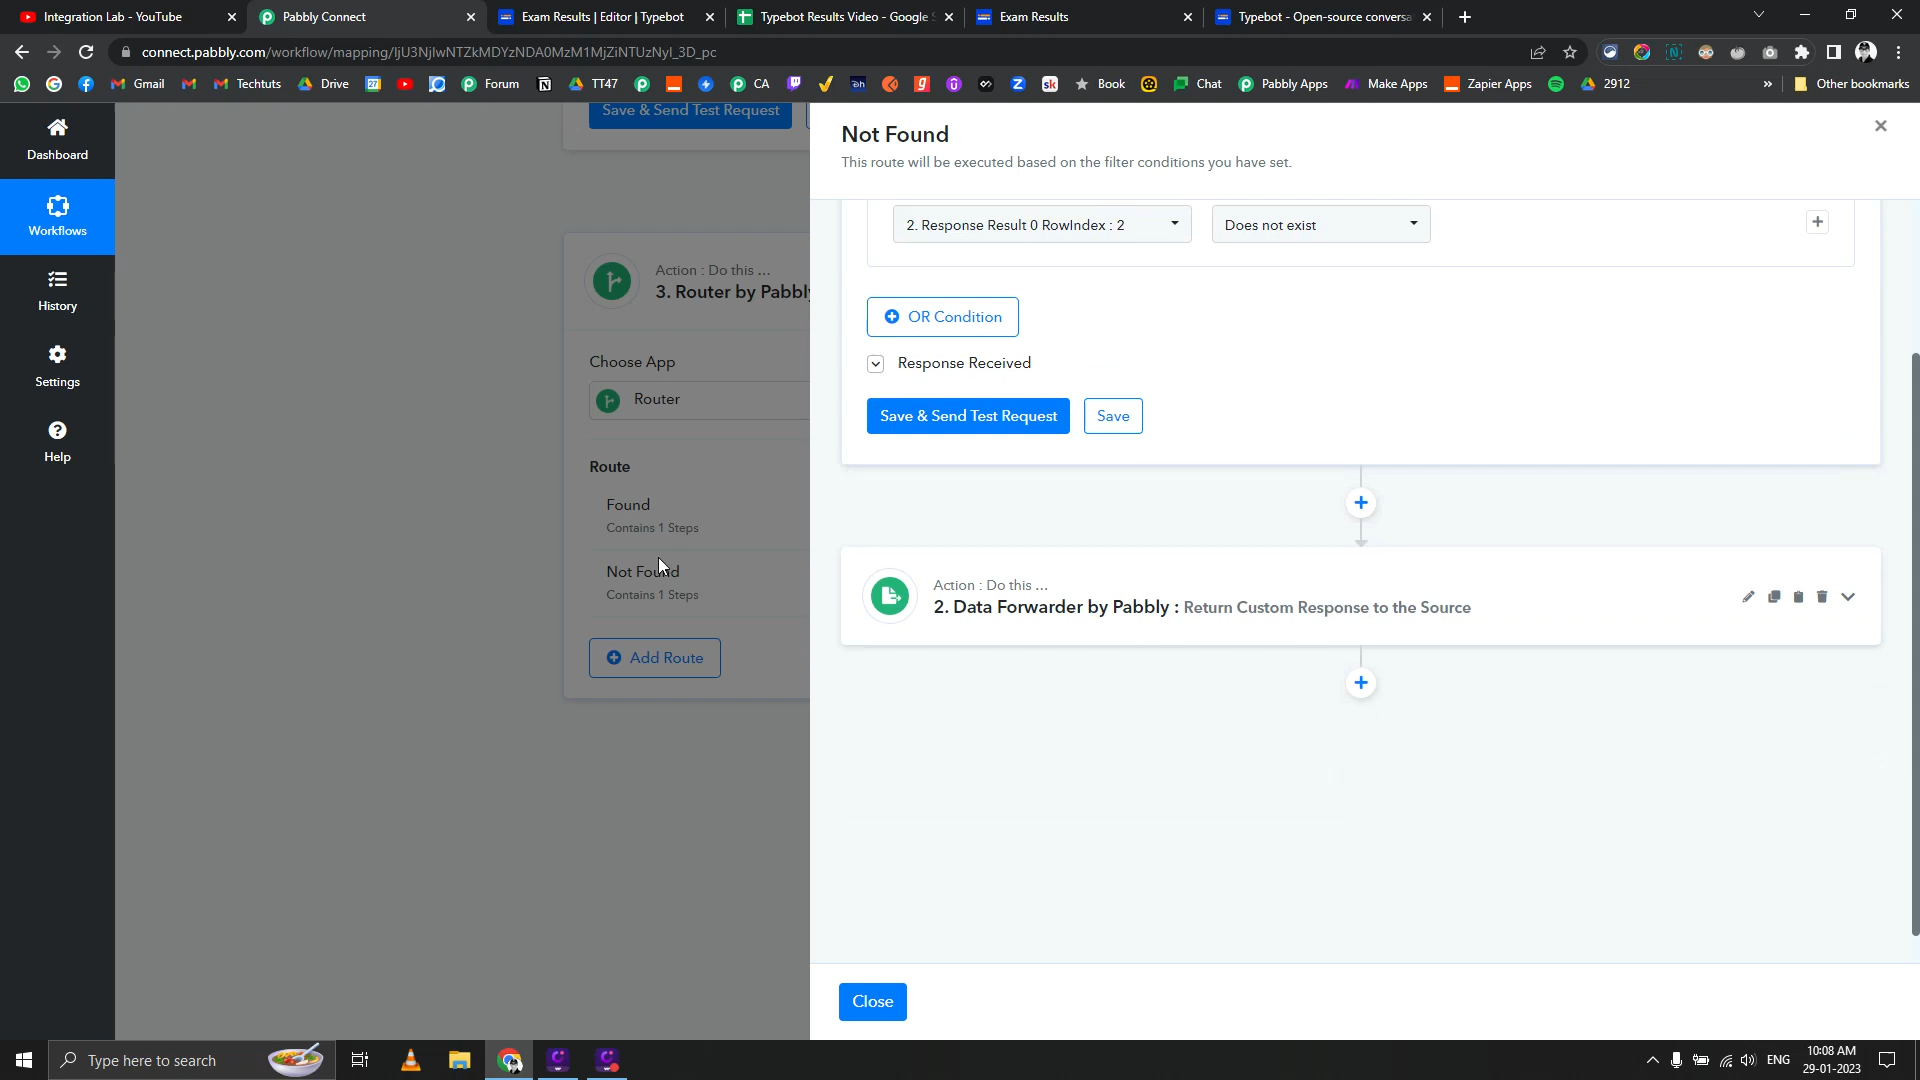 Integration Lab - YouTube
Pabbly Connect
Exam Results | Editor | Typebot
Typebot Results Video - Google S
Exam Results
Typebot - Open-source conversa
connect.pabbly.com/workflow/mapping/IjU3NjIwNTZkMDYzNDA0MzM1MjZiNTUzNyI_3D_pc
Gmail
Techtuts
Drive
Forum
TT47
CA
Book
Chat
Pabbly Apps
Make Apps
Zapier Apps
2912
»
Other bookmarks
Dashboard
Workflows
History
Settings
Help
Save & Send Test Request
Action : Do this ...
3. Router by Pabbly
Choose App
Router
Route
Found
Contains 1 Steps
Not Found
Contains 1 Steps
Add Route
Not Found
This route will be executed based on the filter conditions you have set.
2. Response Result 0 RowIndex : 2
Does not exist
OR Condition
Response Received
Save & Send Test Request
Save
Action : Do this ...
2. Data Forwarder by Pabbly : Return Custom Response to the Source
Close
Type here to search
ENG
10:08 AM
29-01-2023